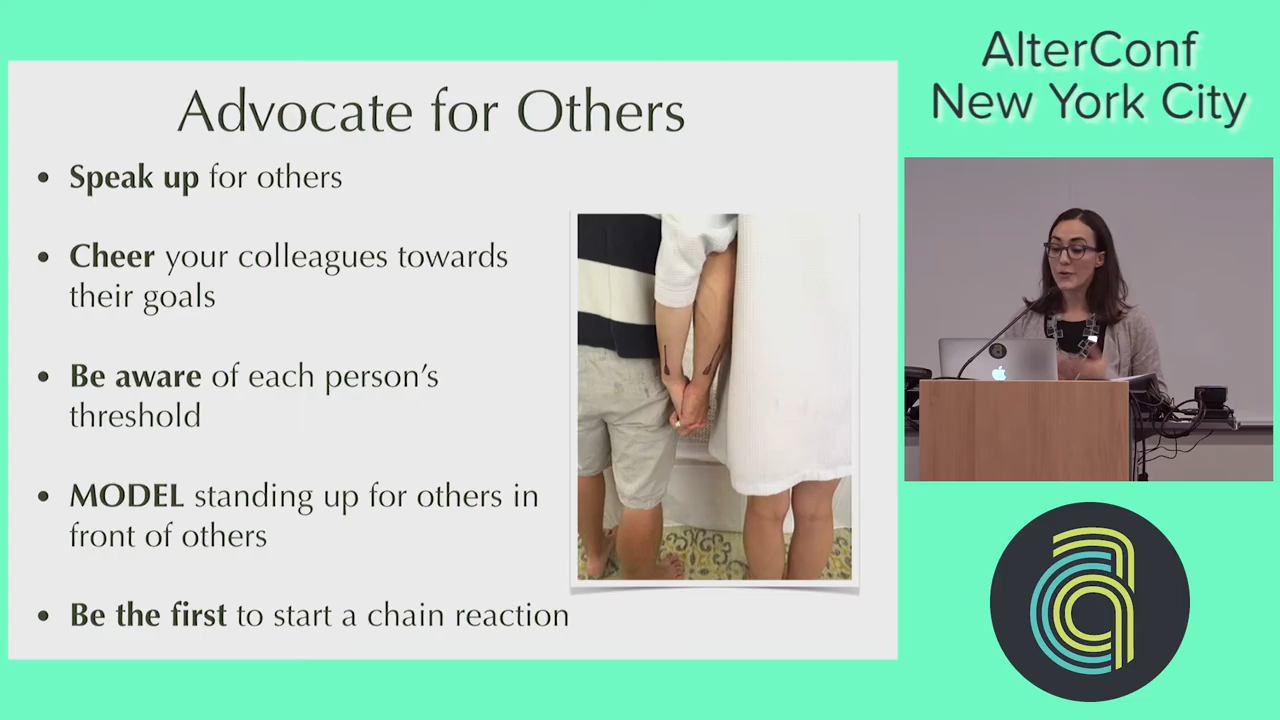 Advocate for Others
• Speak up for others
• Cheer your colleagues towards
their goals
• Be aware of each person's
threshold
• MODEL standing up for others in
front of others
• Be the first to start a chain reaction
AlterConf
New York City